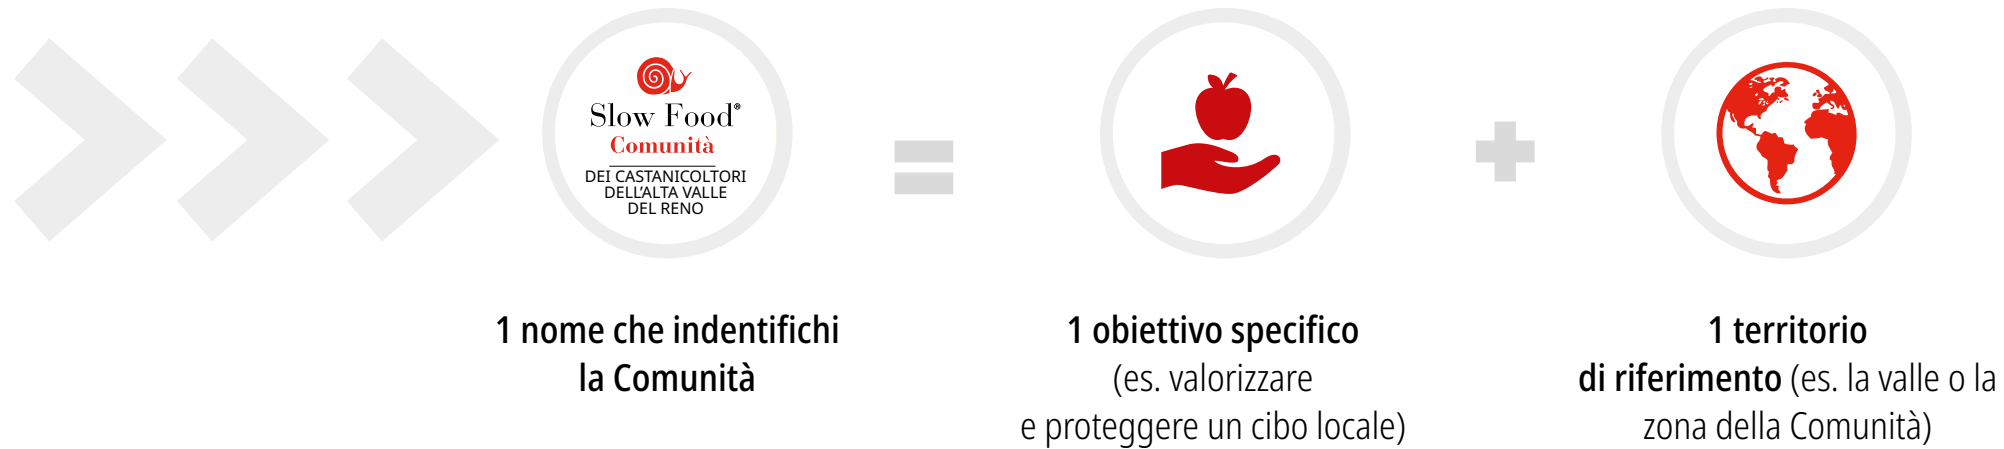 Slow Food®
Comunità
DEI CASTANICOLTORI
DELL'ALTA VALLE
DEL RENO
1 nome che indentifichi
la Comunità
1 obiettivo specifico
(es. valorizzare
e proteggere un cibo locale)
1 territorio
di riferimento (es. la valle o la
zona della Comunità)